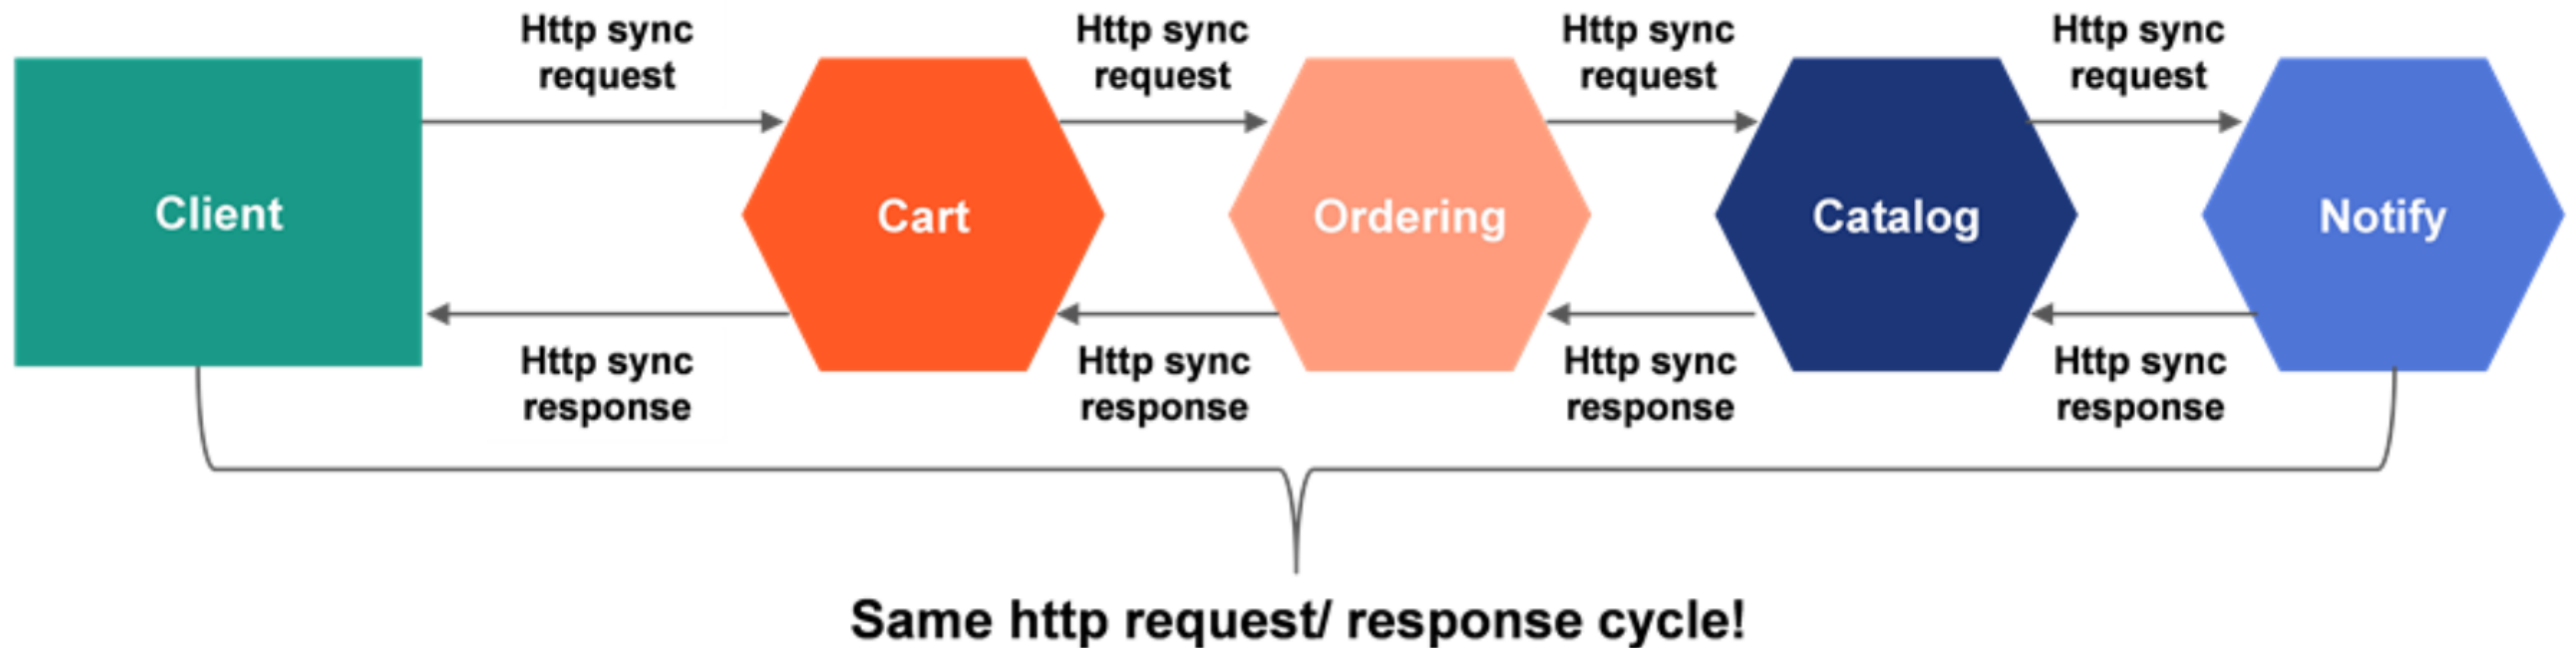 Http sync
request
Http sync
request
Http sync
request
Http sync
request
Client
Cart
Ordering
Catalog
Notify
Http sync
response
Http sync
response
Http sync
response
Http sync
response
Same http request/ response cycle!